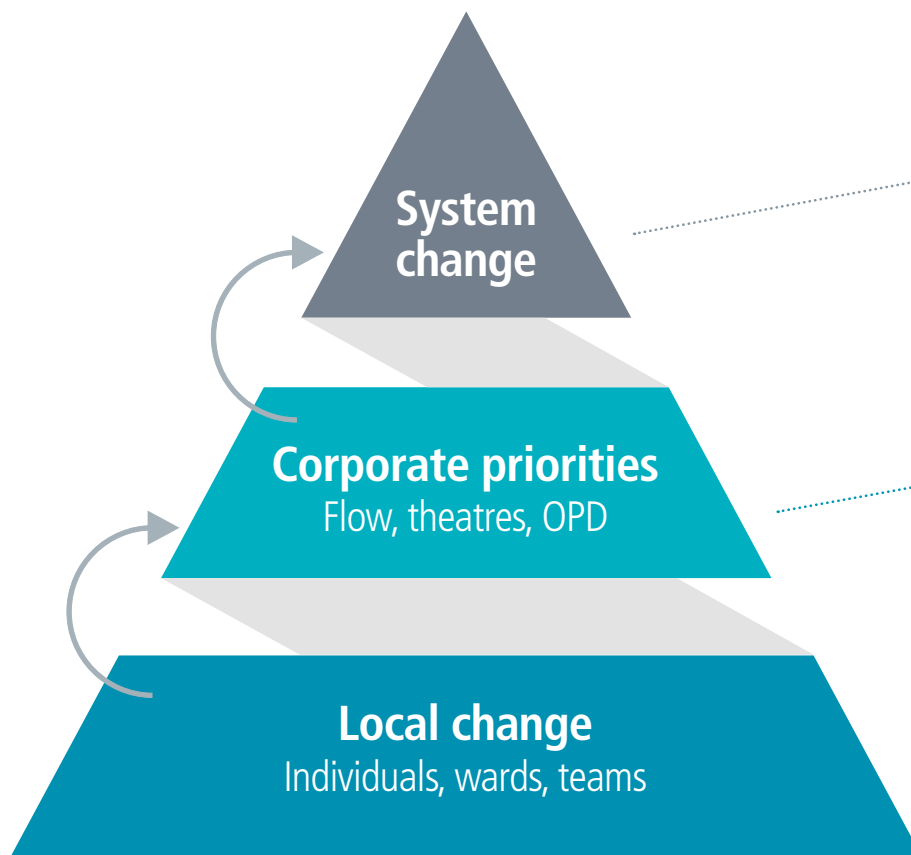 System
change
Corporate priorities
Flow, theatres, OPD
Local change
Individuals, wards, teams